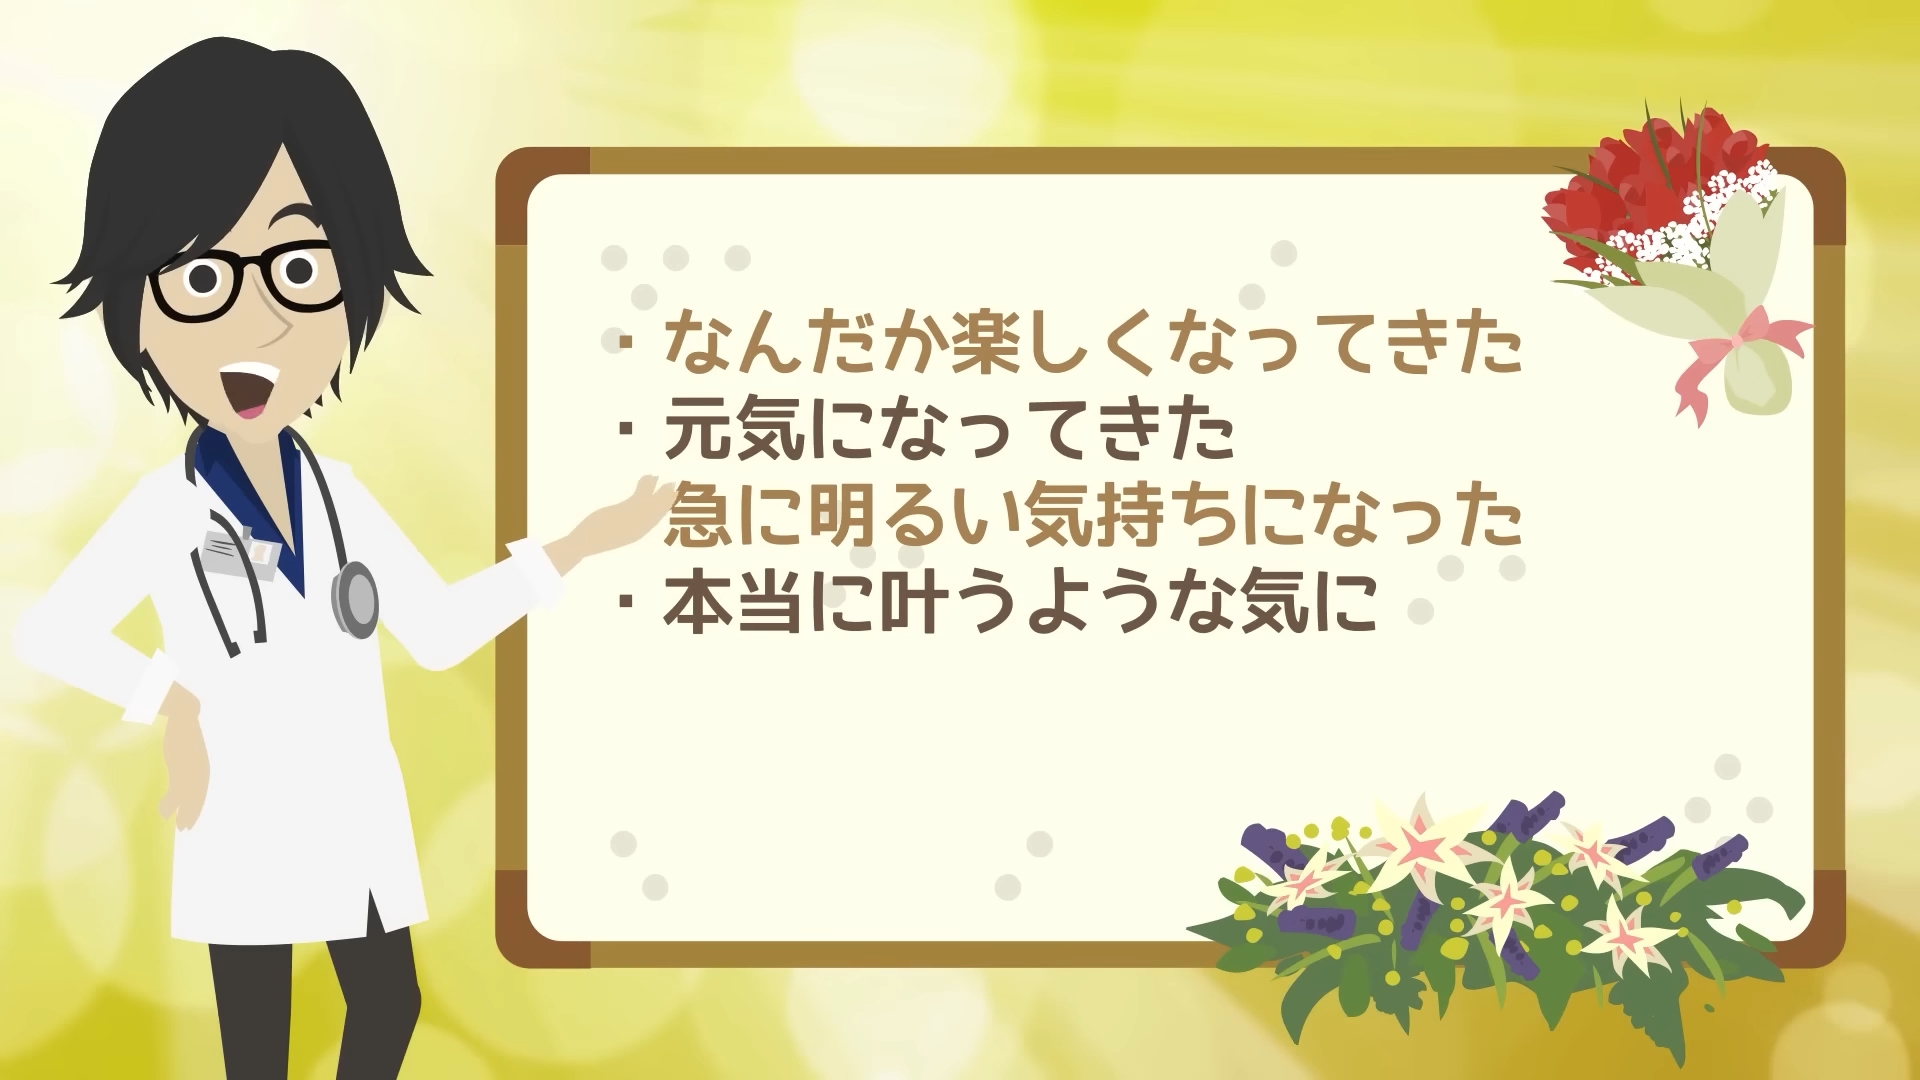 ・なんだか楽しくなってきた
・元気になってきた
急に明るい気持ちになった
・本当に叶うような気に